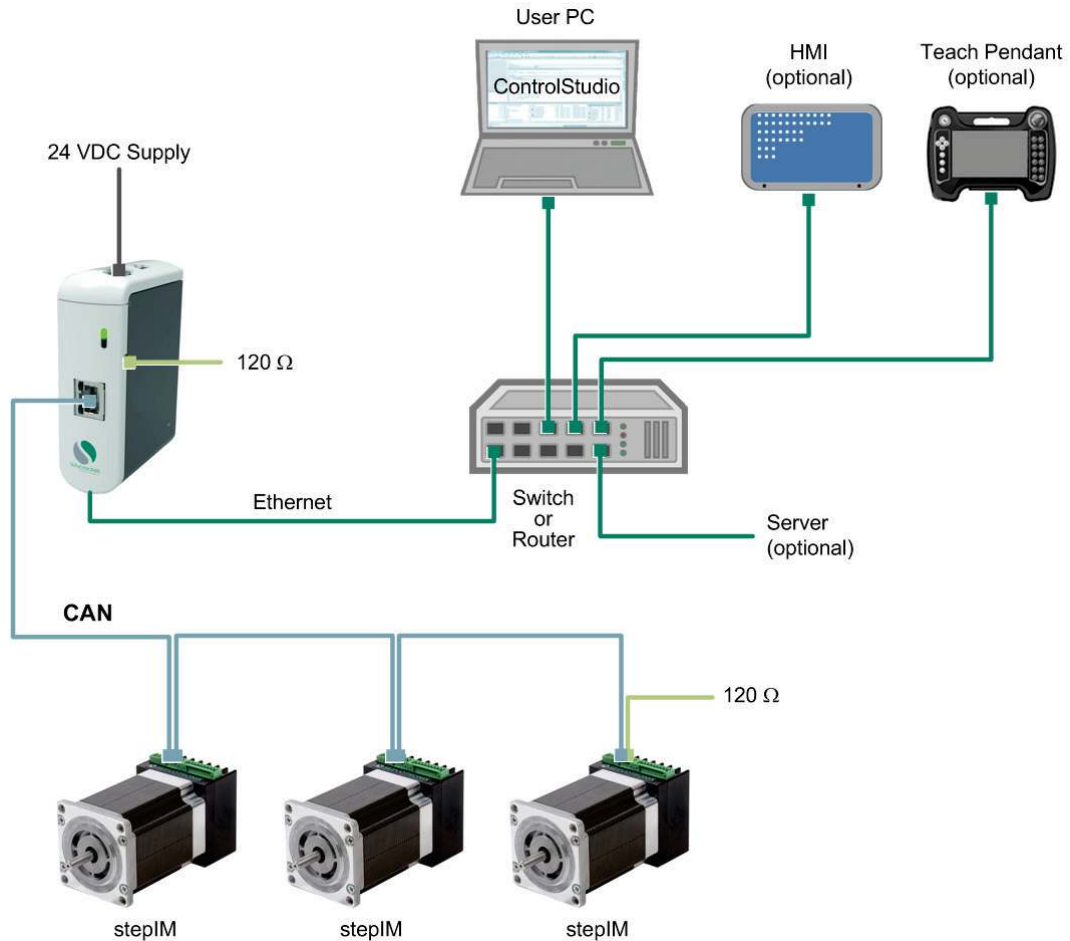 User PC
HMI
(optional)
Teach Pendant
(optional)
ControlStudio
24 VDC Supply
120 Ω
Ethernet
Switch
or
Router
Server
(optional)
CAN
120 Ω
stepIM
stepIM
stepIM